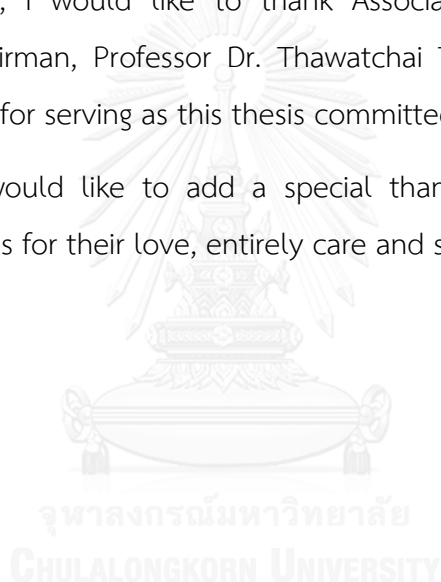 , I would like to thank Associa
irman, Professor Dr. Thawatchai T
for serving as this thesis committed
would like to add a special than
s for their love, entirely care and s
จุฬาลงกรณ์มหาวิทยาลัย
CHULALONGKORN UNIVERSITY